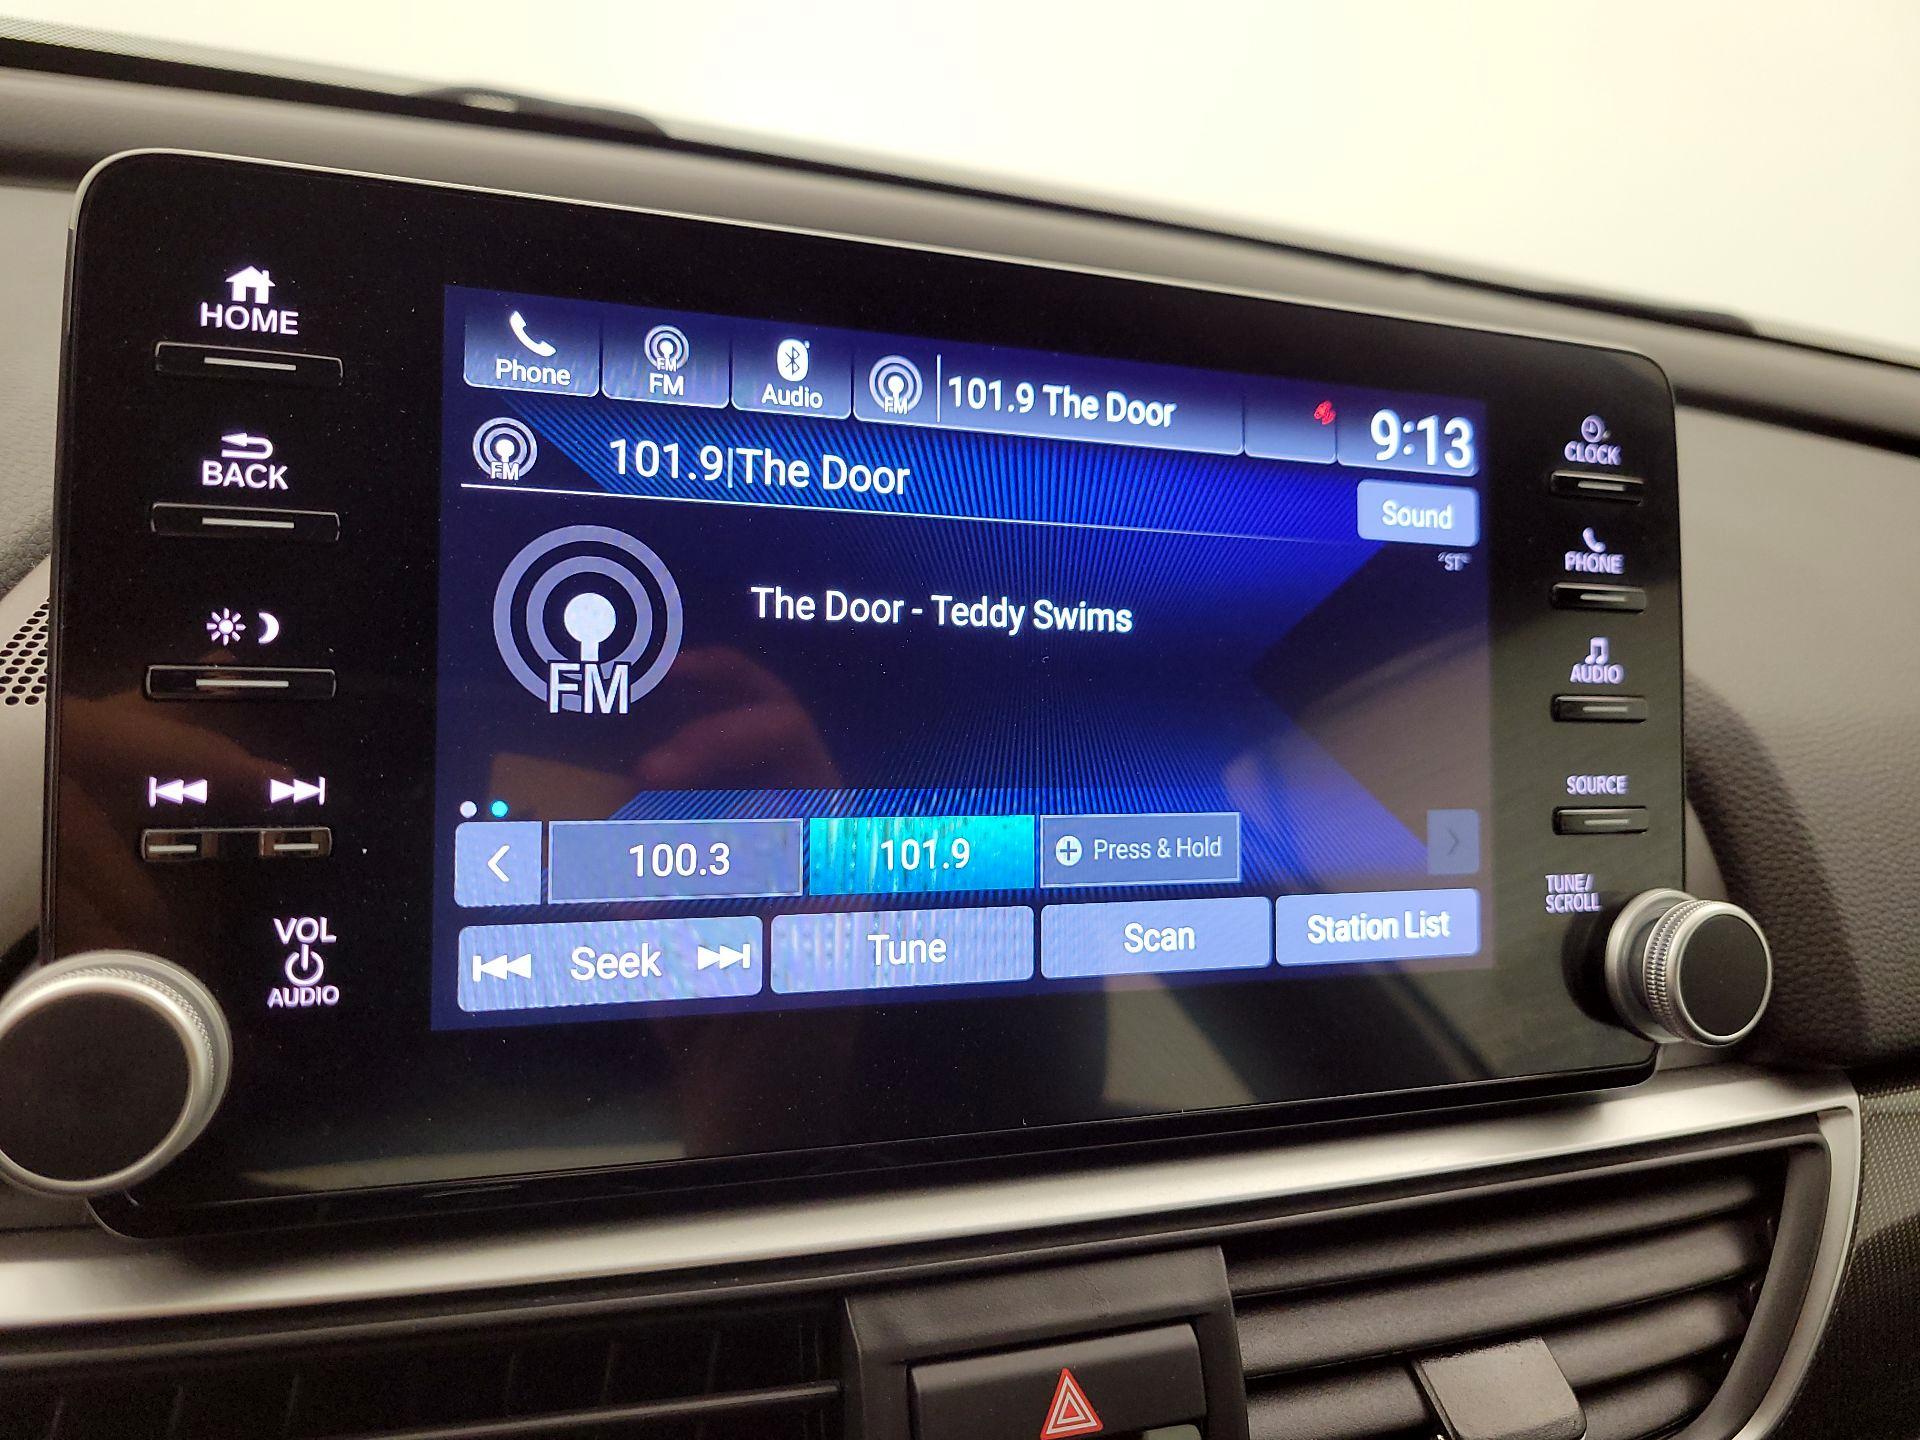 HOME
BACK
VOL
AUDIO
Phone
FM
FM
Audio
FM
101.9 The Door
9:13
FM
101.9|The Door
Sound
"ST"
FM
The Door - Teddy Swims
100.3
101.9
Press & Hold
Seek
Tune
Scan
Station List
CLOCK
PHONE
AUDIO
SOURCE
TUNE/
SCROLL